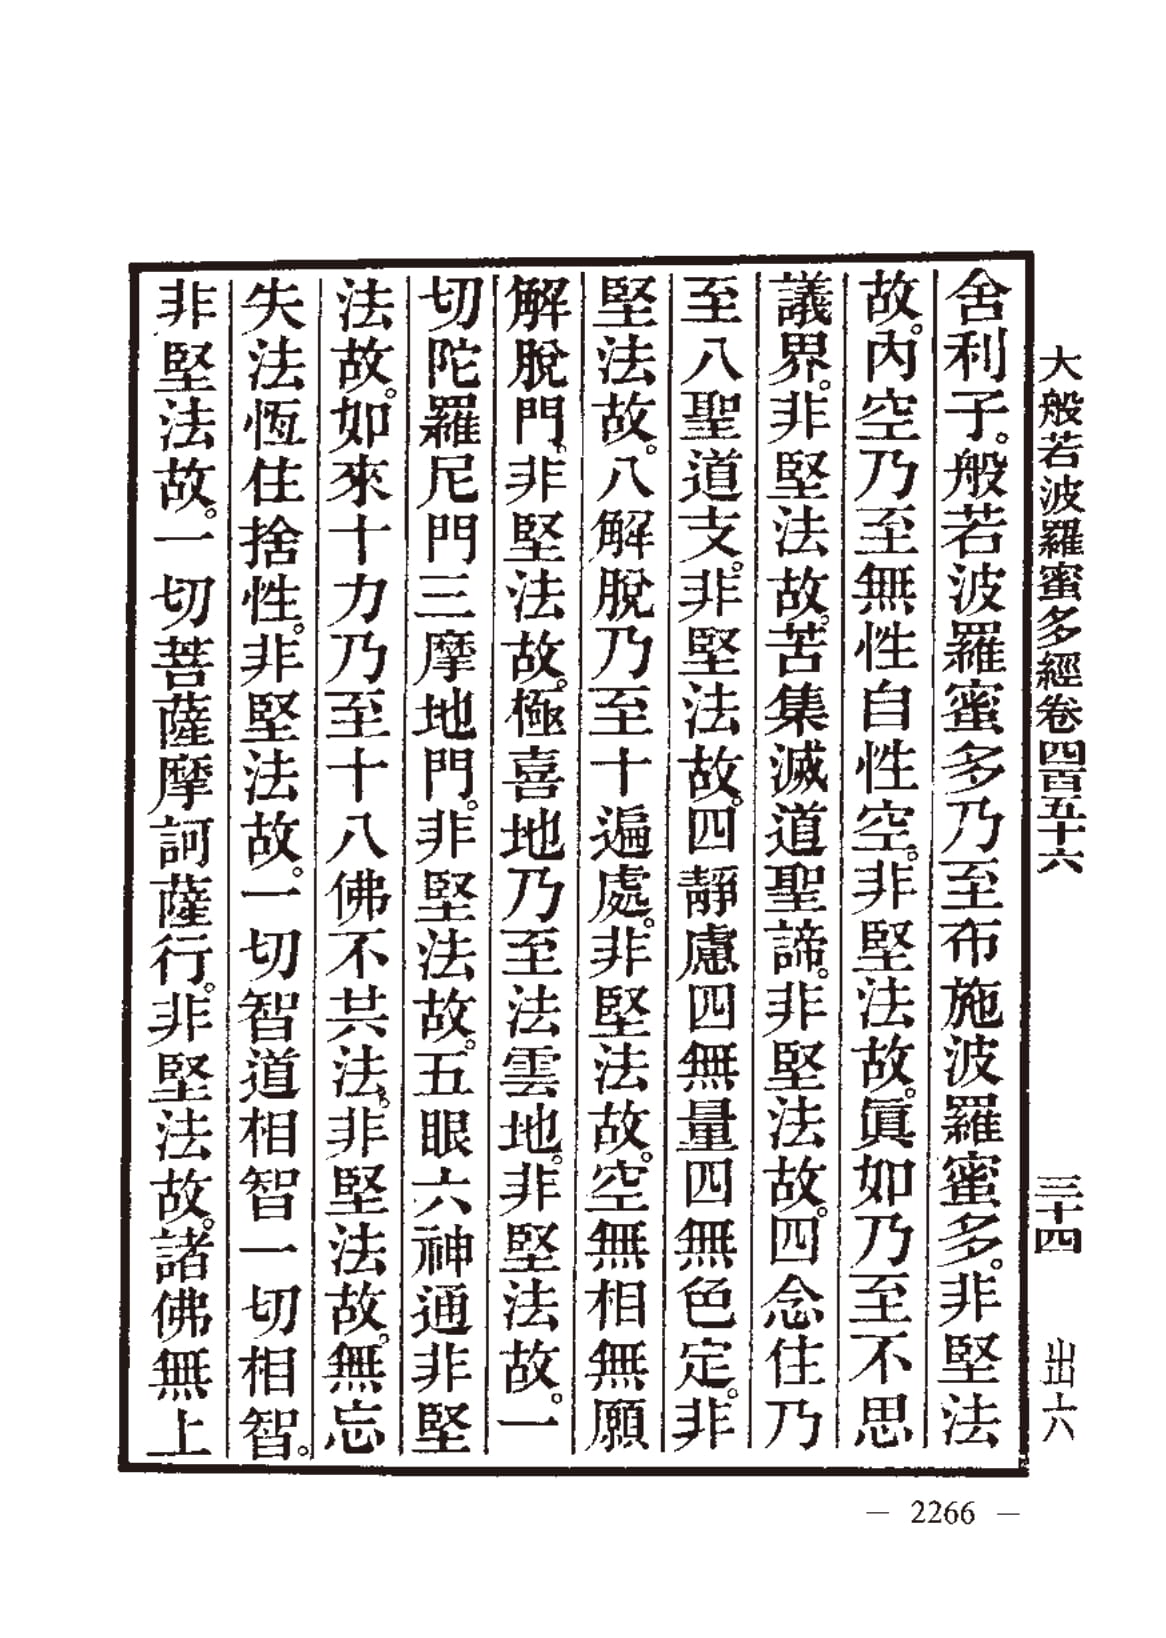 大般若波羅蜜多經卷四百五十六 三十四 出六
舍利子。般若波羅蜜多乃至布施波羅蜜多。非堅法
故。內空乃至無性自性空。非堅法故。眞如乃至不思
議界。非堅法故。苦集滅道聖諦。非堅法故。四念住乃
至八聖道支。非堅法故。四靜慮四無量四無色定。非
堅法故。八解脫乃至十遍處。非堅法故。空無相無願
解脫門。非堅法故。極喜地乃至法雲地。非堅法故。一
切陀羅尼門三摩地門。非堅法故。五眼六神通非堅
法故。如來十力乃至十八佛不共法。非堅法故。無忘
失法恆住捨性。非堅法故。一切智道相智一切相智。
非堅法故。一切菩薩摩訶薩行。非堅法故。諸佛無上
— 2266 —